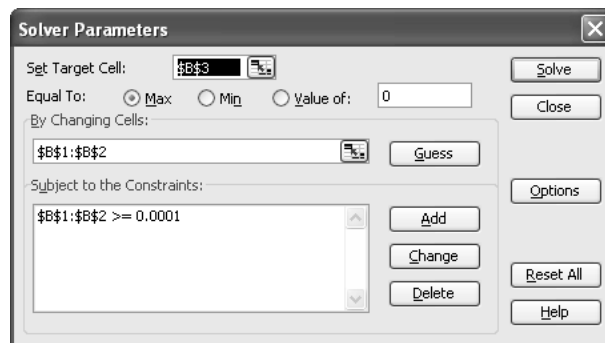 Solver Parameters
Set Target Cell: $B$3 Solve
Equal To: Max Min Value of: 0 Close
By Changing Cells:
$B$1:$B$2 Guess
Subject to the Constraints: Options
$B$1:$B$2 >= 0.0001 Add
Change
Reset All
Delete
Help